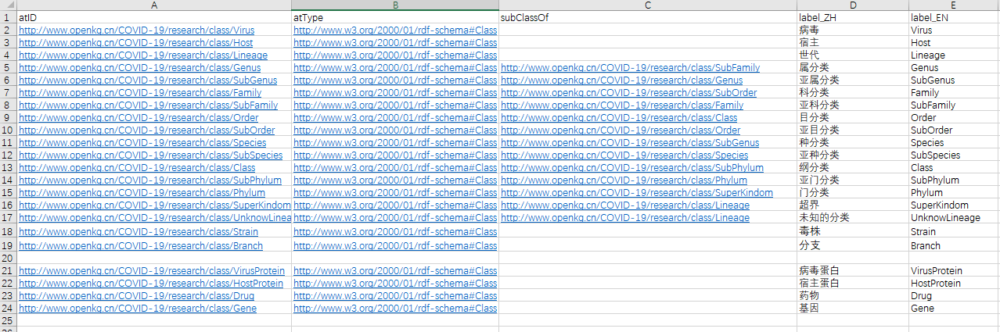 A B C D E
1 atID atType subClassOf label_ZH label_EN
2 http://www.openkg.cn/COVID-19/research/class/Virus http://www.w3.org/2000/01/rdf-schema#Class 病毒 Virus
3 http://www.openkg.cn/COVID-19/research/class/Host http://www.w3.org/2000/01/rdf-schema#Class 宿主 Host
4 http://www.openkg.cn/COVID-19/research/class/Lineage http://www.w3.org/2000/01/rdf-schema#Class 世代 Lineage
5 http://www.openkg.cn/COVID-19/research/class/Genus http://www.w3.org/2000/01/rdf-schema#Class http://www.openkg.cn/COVID-19/research/class/SubFamily 属分类 Genus
6 http://www.openkg.cn/COVID-19/research/class/SubGenus http://www.w3.org/2000/01/rdf-schema#Class http://www.openkg.cn/COVID-19/research/class/Genus 亚属分类 SubGenus
7 http://www.openkg.cn/COVID-19/research/class/Family http://www.w3.org/2000/01/rdf-schema#Class http://www.openkg.cn/COVID-19/research/class/SubOrder 科分类 Family
8 http://www.openkg.cn/COVID-19/research/class/SubFamily http://www.w3.org/2000/01/rdf-schema#Class http://www.openkg.cn/COVID-19/research/class/Family 亚科分类 SubFamily
9 http://www.openkg.cn/COVID-19/research/class/Order http://www.w3.org/2000/01/rdf-schema#Class http://www.openkg.cn/COVID-19/research/class/Class 目分类 Order
10 http://www.openkg.cn/COVID-19/research/class/SubOrder http://www.w3.org/2000/01/rdf-schema#Class http://www.openkg.cn/COVID-19/research/class/Order 亚目分类 SubOrder
11 http://www.openkg.cn/COVID-19/research/class/Species http://www.w3.org/2000/01/rdf-schema#Class http://www.openkg.cn/COVID-19/research/class/SubGenus 种分类 Species
12 http://www.openkg.cn/COVID-19/research/class/SubSpecies http://www.w3.org/2000/01/rdf-schema#Class http://www.openkg.cn/COVID-19/research/class/Species 亚种分类 SubSpecies
13 http://www.openkg.cn/COVID-19/research/class/Class http://www.w3.org/2000/01/rdf-schema#Class http://www.openkg.cn/COVID-19/research/class/SubPhylum 纲分类 Class
14 http://www.openkg.cn/COVID-19/research/class/SubPhylum http://www.w3.org/2000/01/rdf-schema#Class http://www.openkg.cn/COVID-19/research/class/Phylum 亚门分类 SubPhylum
15 http://www.openkg.cn/COVID-19/research/class/Phylum http://www.w3.org/2000/01/rdf-schema#Class http://www.openkg.cn/COVID-19/research/class/SuperKindom 门分类 Phylum
16 http://www.openkg.cn/COVID-19/research/class/SuperKindom http://www.w3.org/2000/01/rdf-schema#Class http://www.openkg.cn/COVID-19/research/class/Lineage 超界 SuperKindom
17 http://www.openkg.cn/COVID-19/research/class/UnknowLinea http://www.w3.org/2000/01/rdf-schema#Class http://www.openkg.cn/COVID-19/research/class/Lineage 未知的分类 UnknowLineage
18 http://www.openkg.cn/COVID-19/research/class/Strain http://www.w3.org/2000/01/rdf-schema#Class 毒株 Strain
19 http://www.openkg.cn/COVID-19/research/class/Branch http://www.w3.org/2000/01/rdf-schema#Class 分支 Branch
20
21 http://www.openkg.cn/COVID-19/research/class/VirusProtein http://www.w3.org/2000/01/rdf-schema#Class 病毒蛋白 VirusProtein
22 http://www.openkg.cn/COVID-19/research/class/HostProtein http://www.w3.org/2000/01/rdf-schema#Class 宿主蛋白 HostProtein
23 http://www.openkg.cn/COVID-19/research/class/Drug http://www.w3.org/2000/01/rdf-schema#Class 药物 Drug
24 http://www.openkg.cn/COVID-19/research/class/Gene http://www.w3.org/2000/01/rdf-schema#Class 基因 Gene
25